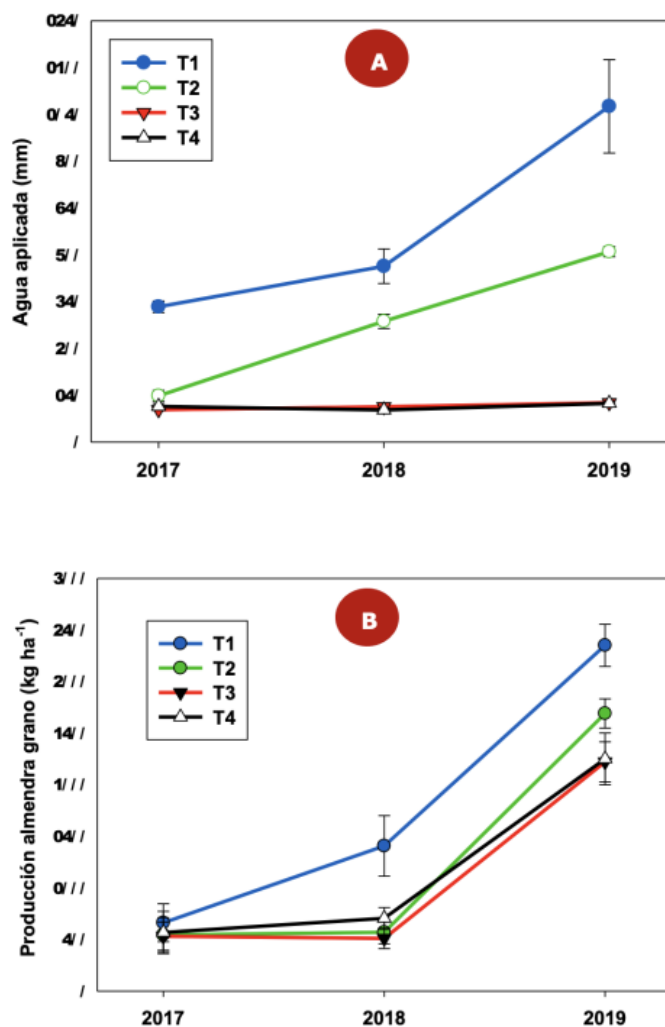 024/
01/ /
0/ 4/
8/ /
64/
5/ /
34/
2/ /
04/
/
Agua aplicada (mm)
T1
T2
T3
T4
A
2017
2018
2019
3/ / /
24/ /
2/ / /
14/ /
1/ / /
04/ /
0/ / /
4/ /
/
Producción almendra grano (kg ha⁻¹)
T1
T2
T3
T4
B
2017
2018
2019